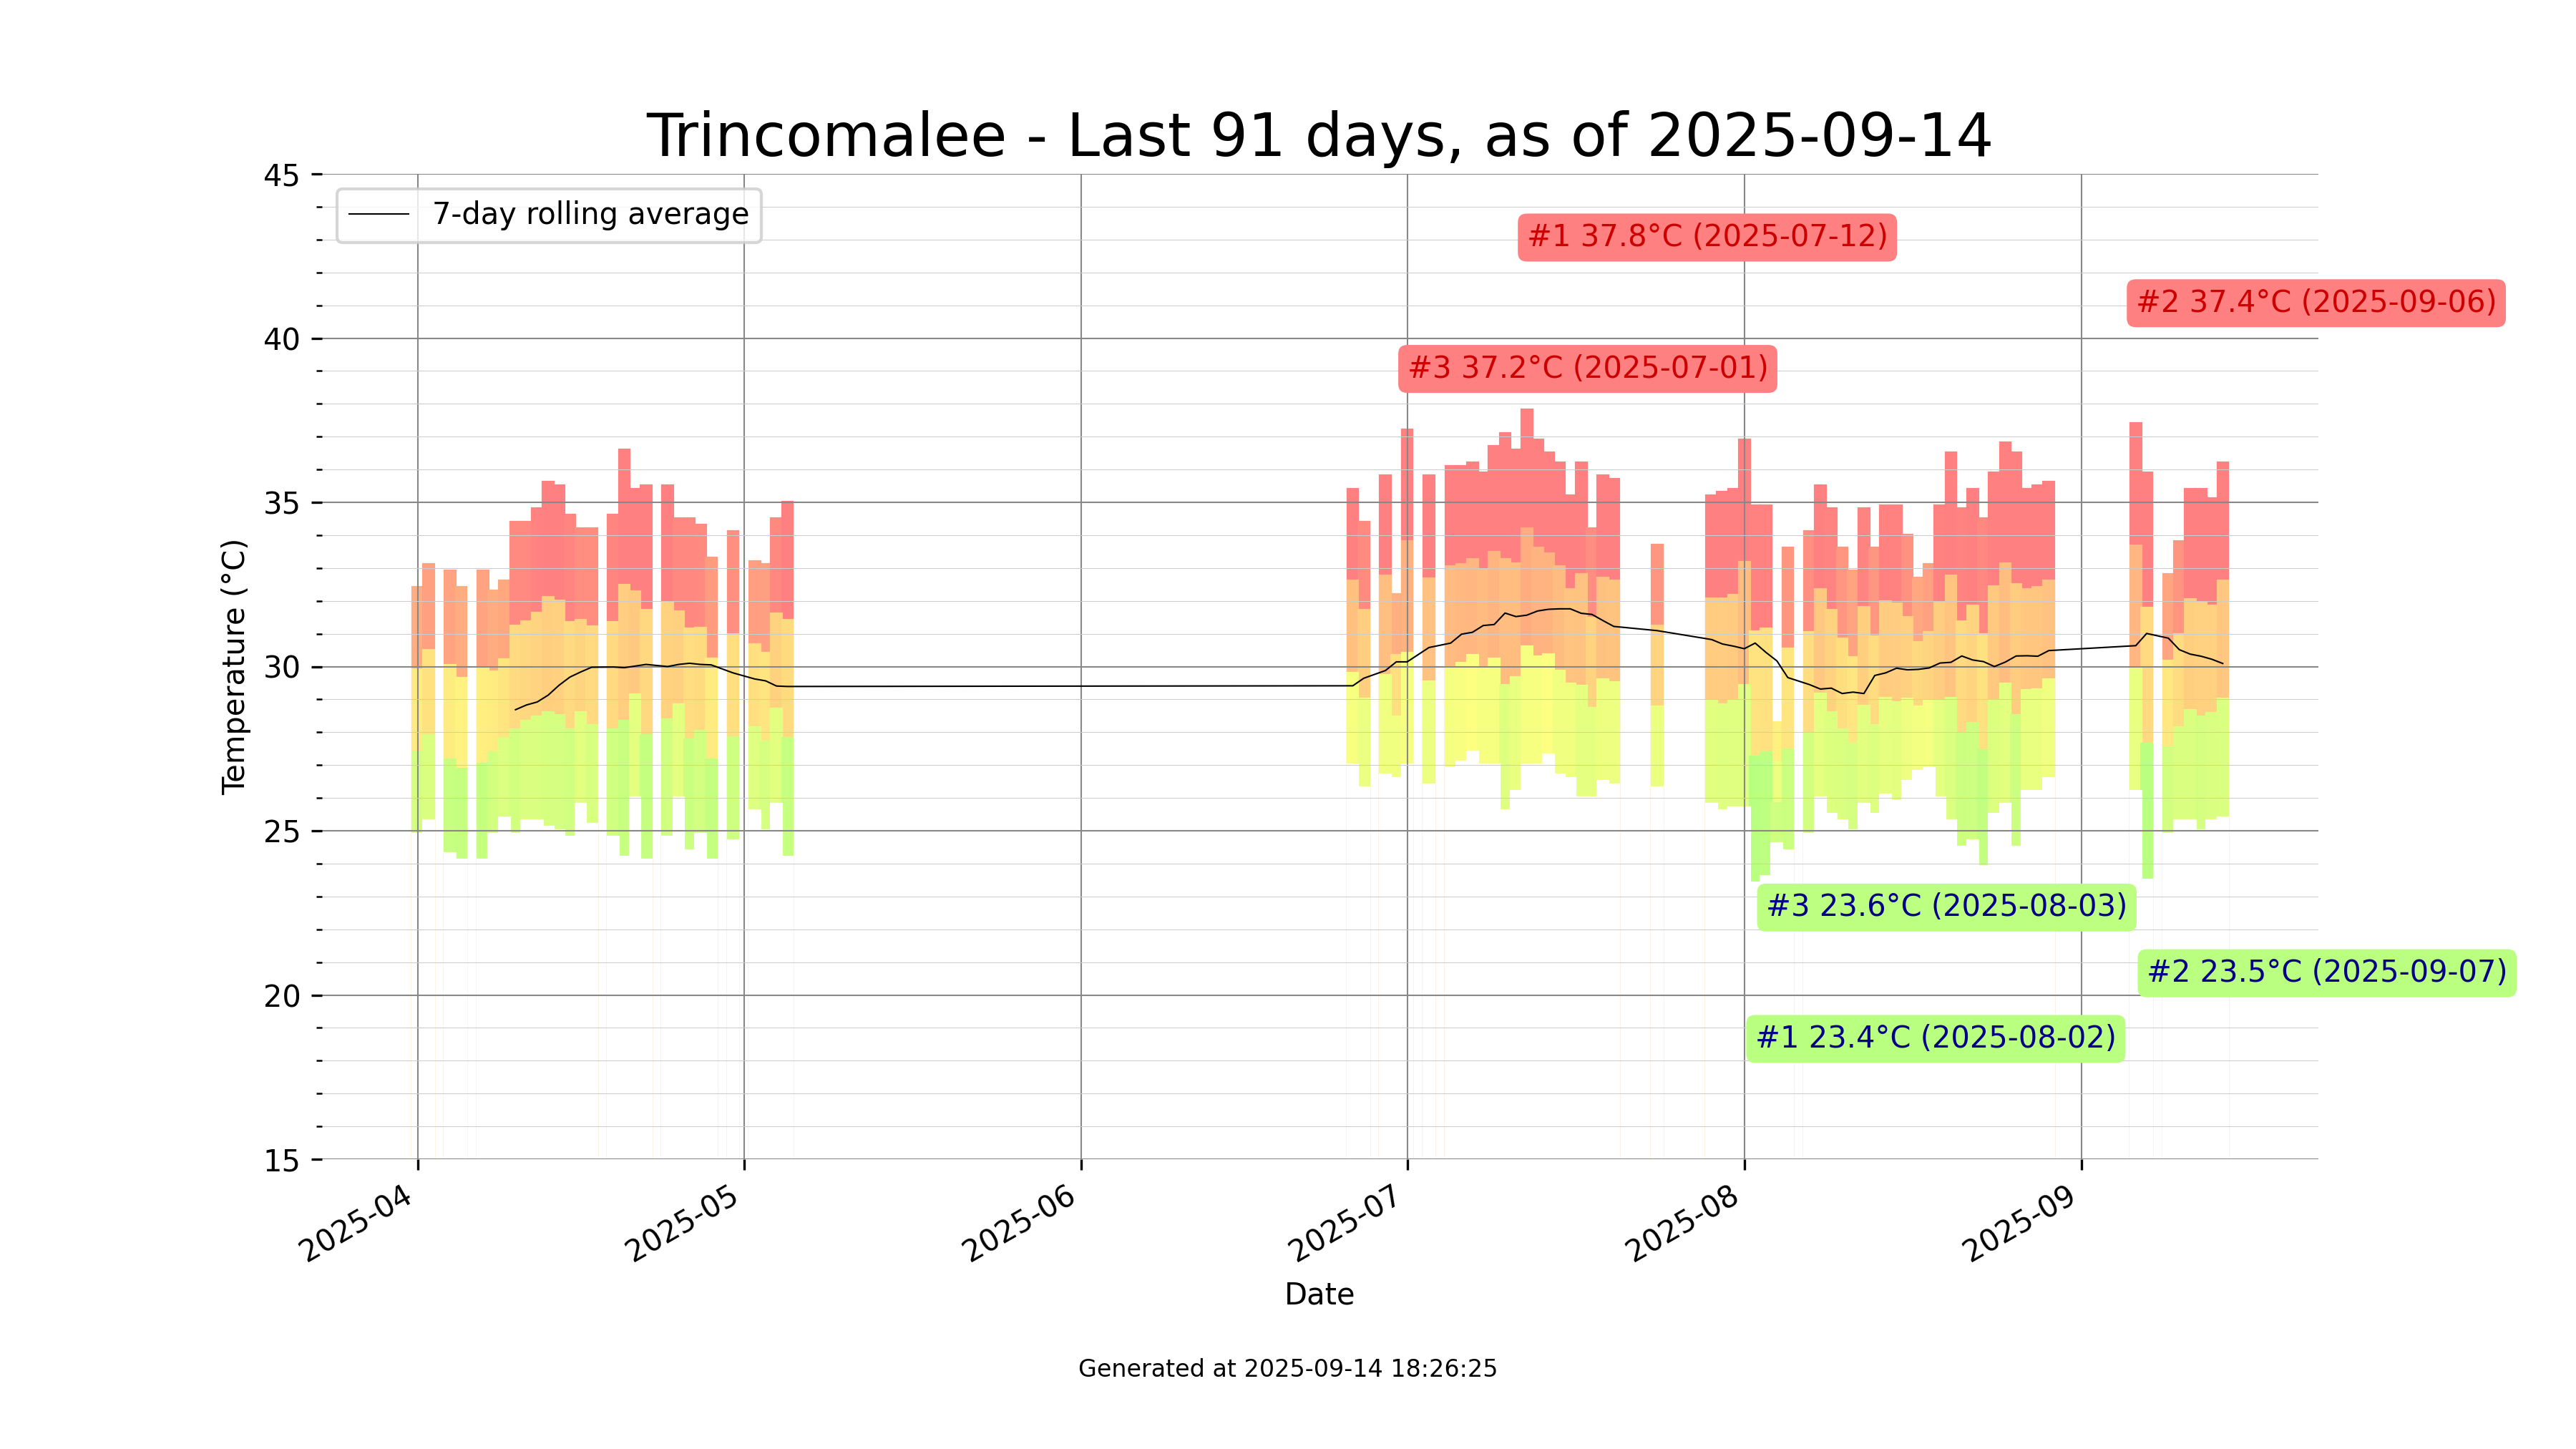 Trincomalee - Last 91 days, as of 2025-09-14
45
7-day rolling average
#1 37.8°C (2025-07-12)
#2 37.4°C (2025-09-06)
40
#3 37.2°C (2025-07-01)
35
Temperature (°C)
30
25
#3 23.6°C (2025-08-03)
#2 23.5°C (2025-09-07)
20
#1 23.4°C (2025-08-02)
15
2025-04
2025-05
2025-06
2025-07
2025-08
2025-09
Date
Generated at 2025-09-14 18:26:25